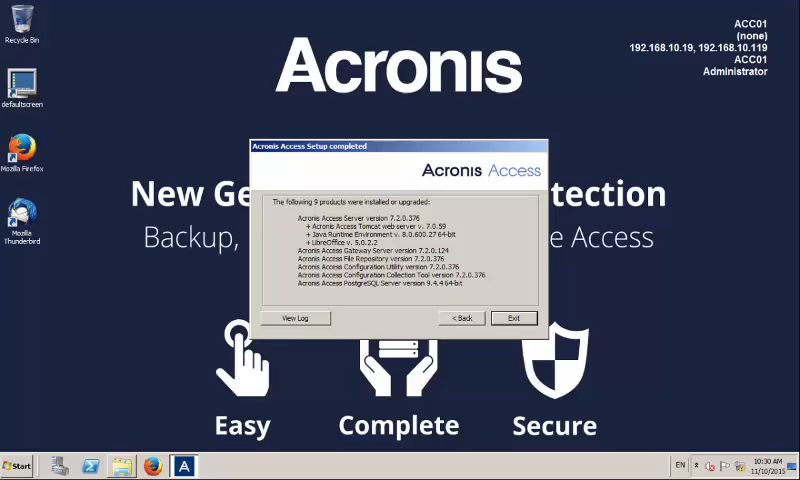 Recycle Bin
defaultscreen
Mozilla Firefox
Mozilla
Thunderbird
Acronis
ACC01
(none)
192.168.10.19, 192.168.10.119
ACC01
Administrator
New Ge
tection
Backup,
e Access
Acronis Access Setup completed
Acronis Access
The following 9 products were installed or upgraded:
Acronis Access Server version 7.2.0.376
+ Acronis Access Tomcat web server v. 7.0.59
+ Java Runtime Environment v. 8.0.600.27 64-bit
+ LibreOffice v. 5.0.2.2
Acronis Access Gateway Server version 7.2.0.124
Acronis Access File Repository version 7.2.0.376
Acronis Access Configuration Utility version 7.2.0.376
Acronis Access Configuration Collection Tool version 7.2.0.376
Acronis Access PostgreSQL Server version 9.4.4 64-bit
View Log
< Back
Exit
Easy
Complete
Secure
Start
A
EN
10:30 AM
11/10/2015